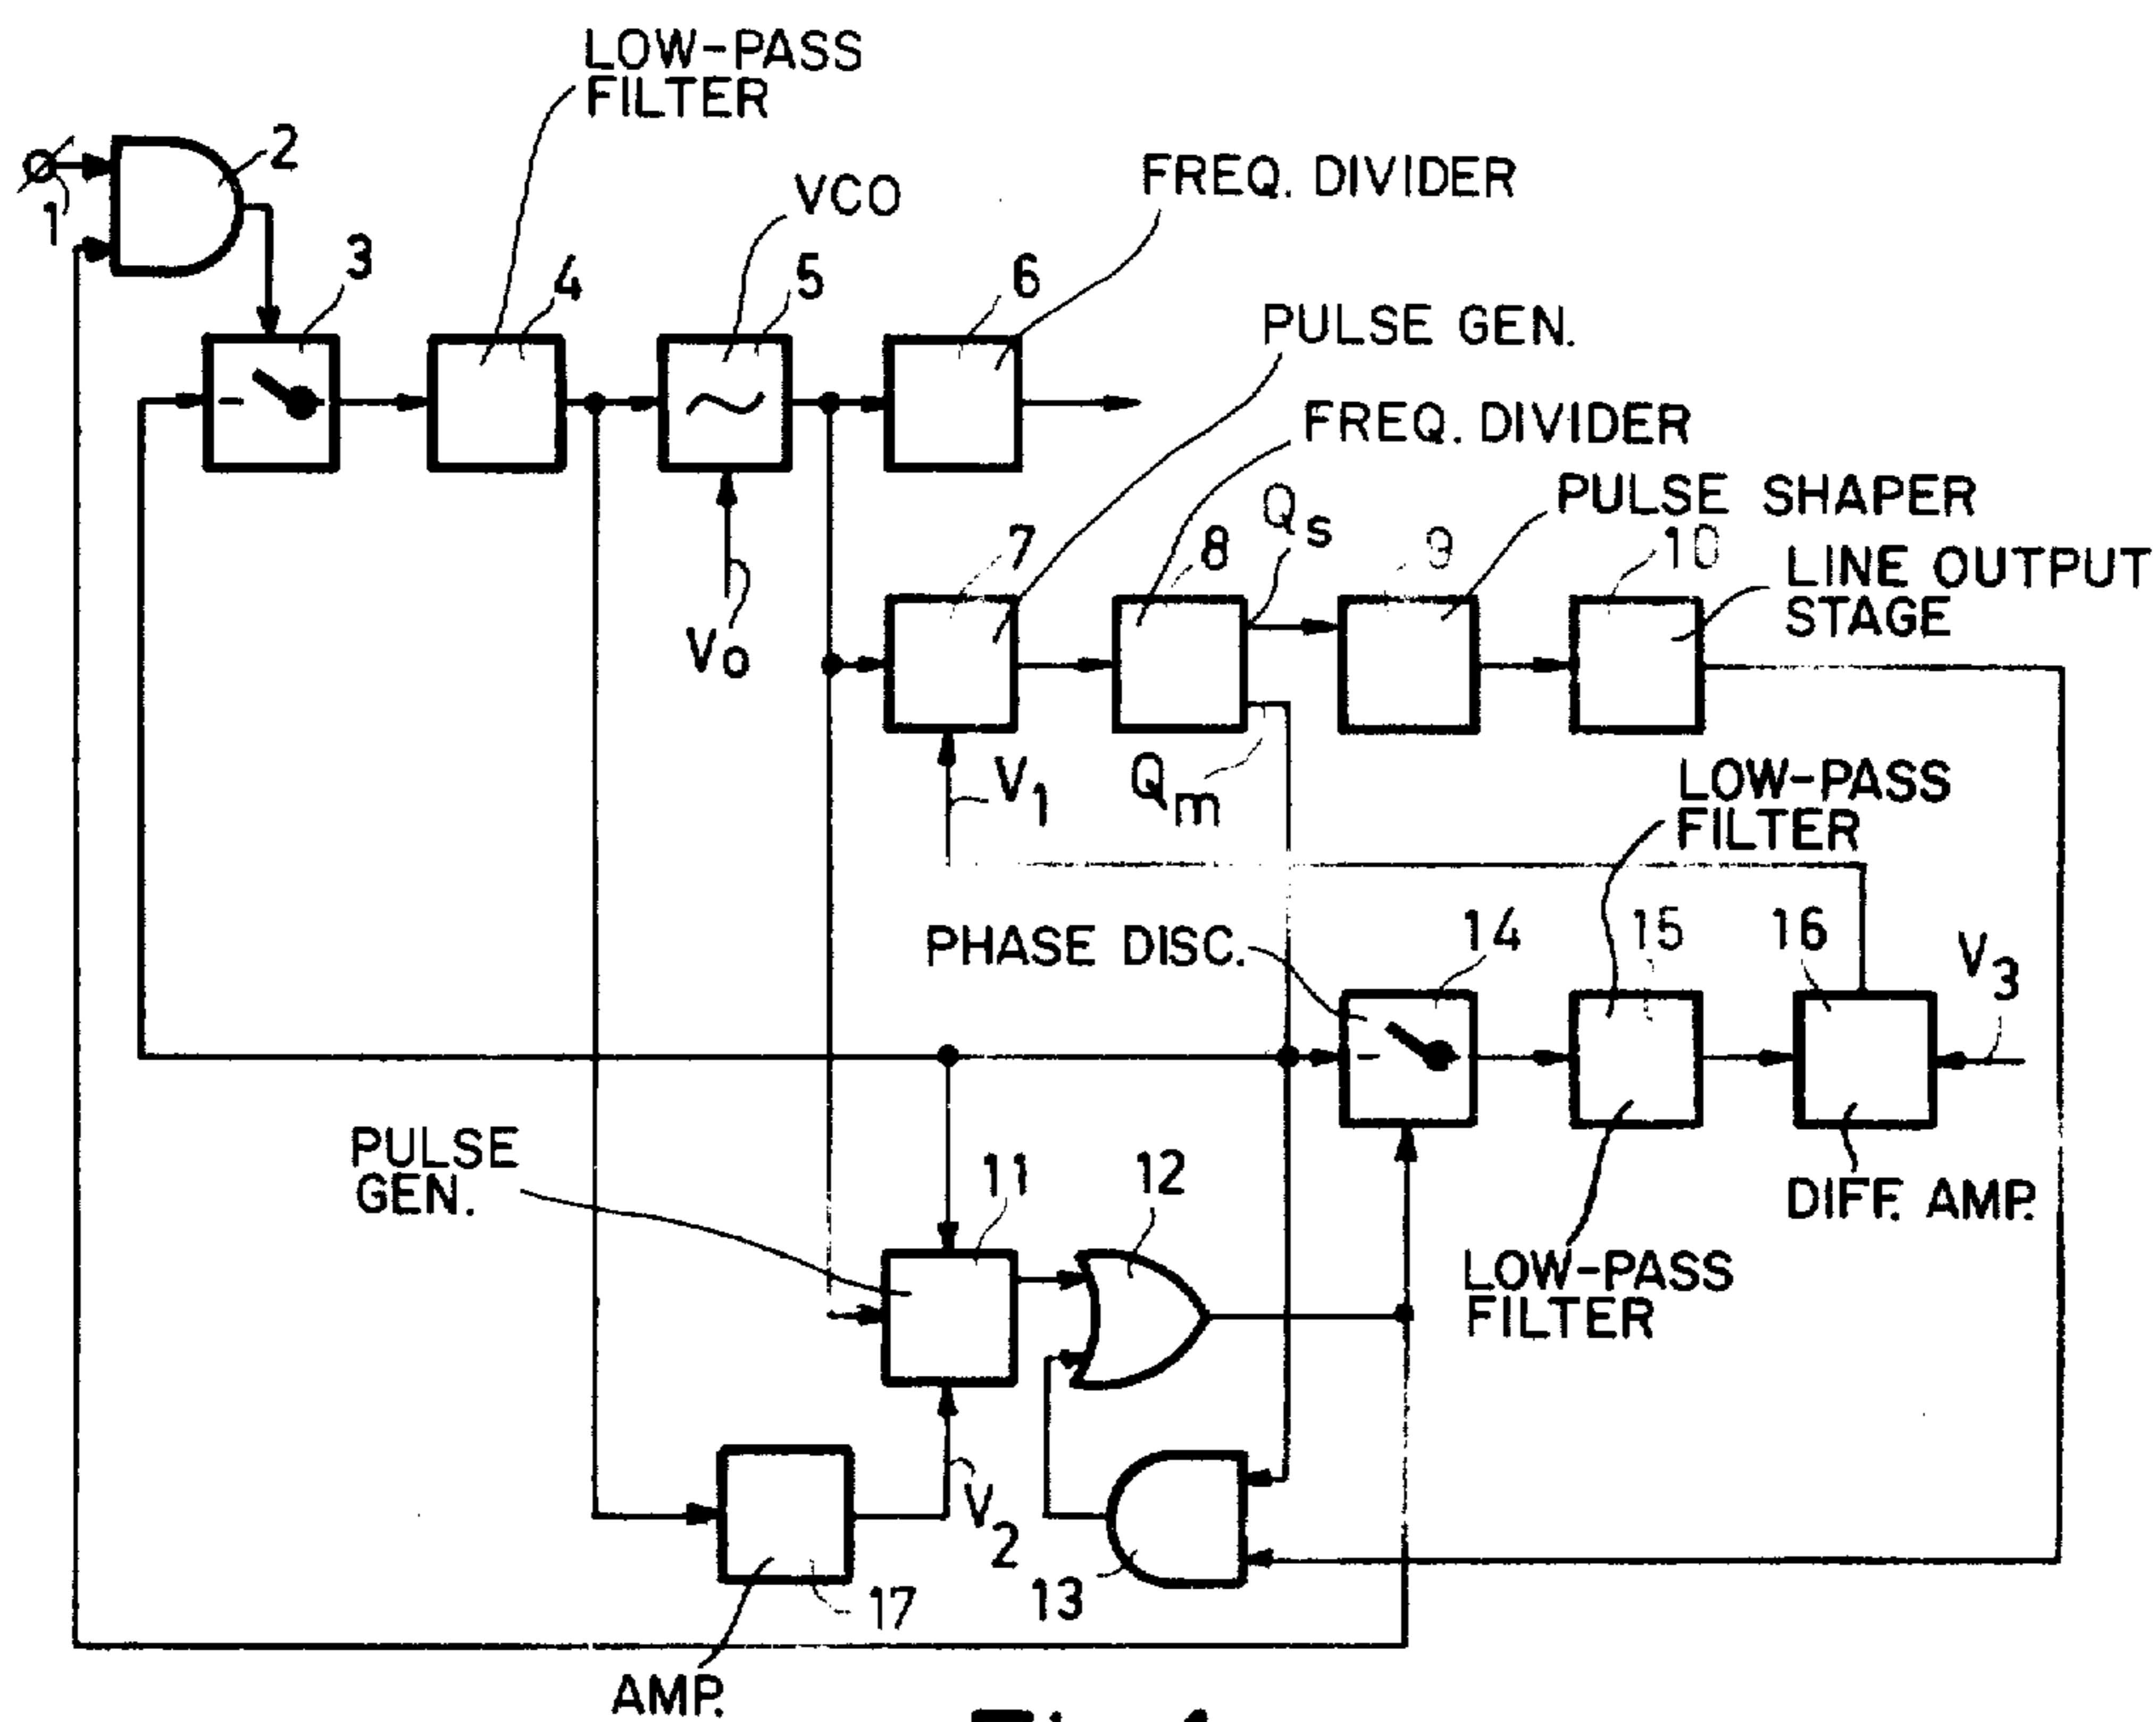 LOW-PASS
FILTER
2
VCO
FREQ. DIVIDER
1
3
4
5
6
PULSE GEN.
FREQ. DIVIDER
PULSE SHAPER
Qs
7
8
9
10
LINE OUTPUT
STAGE
Vo
V1
Qm
LOW-PASS
FILTER
PHASE DISC.
14
15
16
V3
PULSE
GEN.
11
12
DIFF. AMP.
LOW-PASS
FILTER
V2
13
17
AMP.